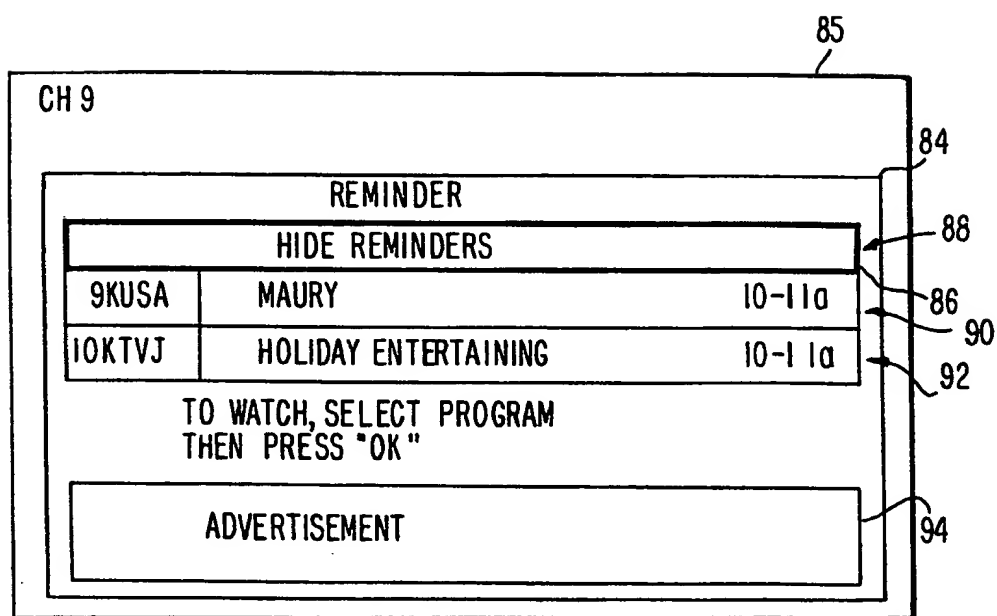 85
CH 9
84
REMINDER
HIDE REMINDERS
88
86
9KUSA MAURY 10-11a
90
10KTVJ HOLIDAY ENTERTAINING 10-11a
92
TO WATCH, SELECT PROGRAM
THEN PRESS "OK"
ADVERTISEMENT
94